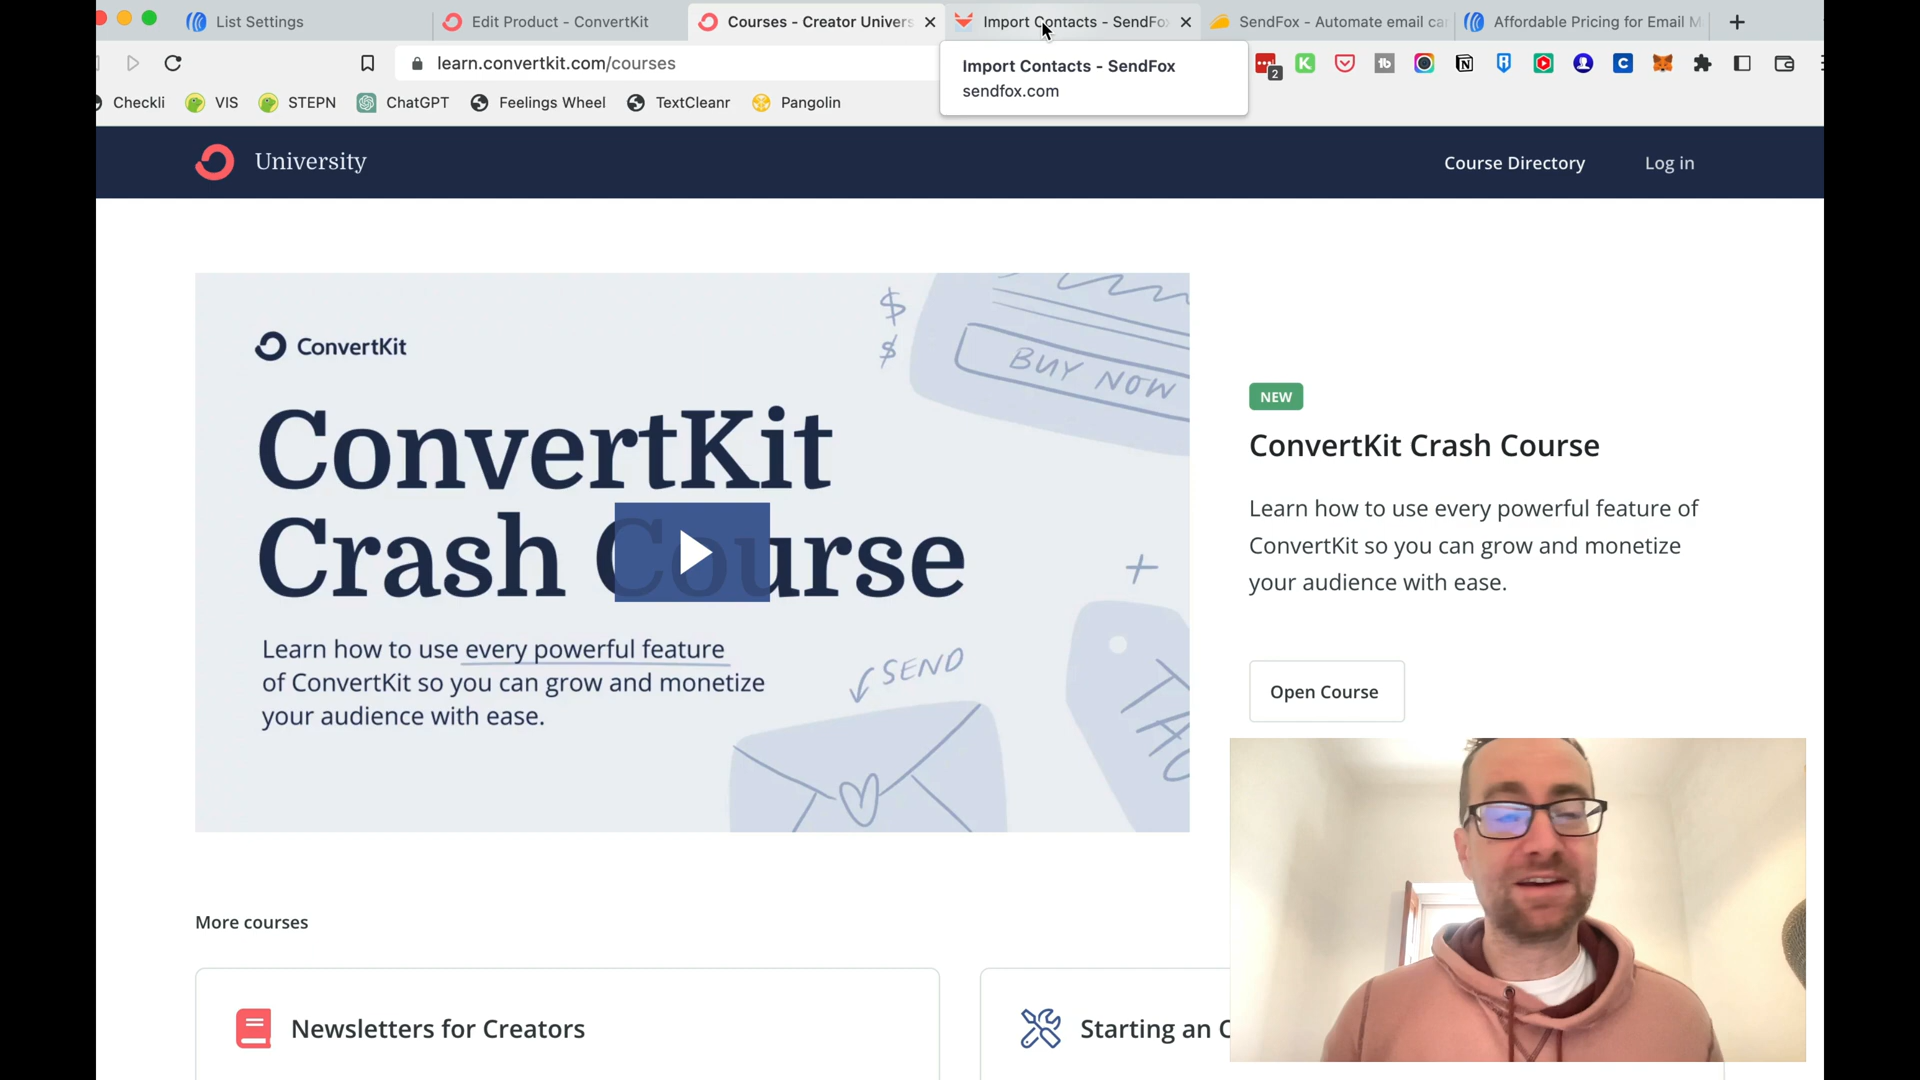 List Settings
Edit Product - ConvertKit
Courses - Creator Univers
Import Contacts - SendFox
SendFox - Automate email ca
Affordable Pricing for Email M
learn.convertkit.com/courses
Import Contacts - SendFox
sendfox.com
2
Checkli
VIS
STEPN
ChatGPT
Feelings Wheel
TextCleanr
Pangolin
University
Course Directory
Log in
ConvertKit
ConvertKit
Crash Course
Learn how to use every powerful feature
of ConvertKit so you can grow and monetize
your audience with ease.
$
$
BUY NOW
SEND
NEW
ConvertKit Crash Course
Learn how to use every powerful feature of
ConvertKit so you can grow and monetize
your audience with ease.
Open Course
More courses
Newsletters for Creators
Starting an